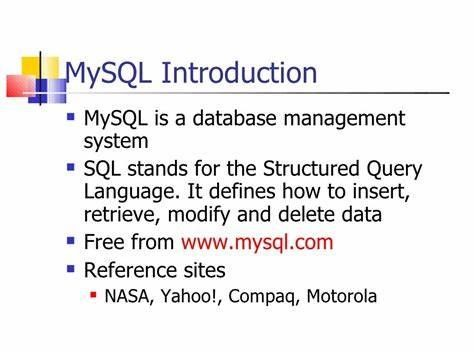 MySQL Introduction
MySQL is a database management
system
SQL stands for the Structured Query
Language. It defines how to insert,
retrieve, modify and delete data
Free from www.mysql.com
Reference sites
NASA, Yahoo!, Compaq, Motorola